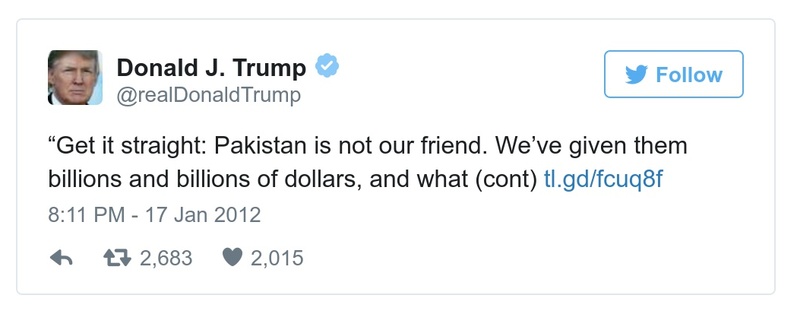 Donald J. Trump
@realDonaldTrump
Follow
“Get it straight: Pakistan is not our friend. We’ve given them
billions and billions of dollars, and what (cont) tl.gd/fcuq8f
8:11 PM - 17 Jan 2012
2,683 2,015